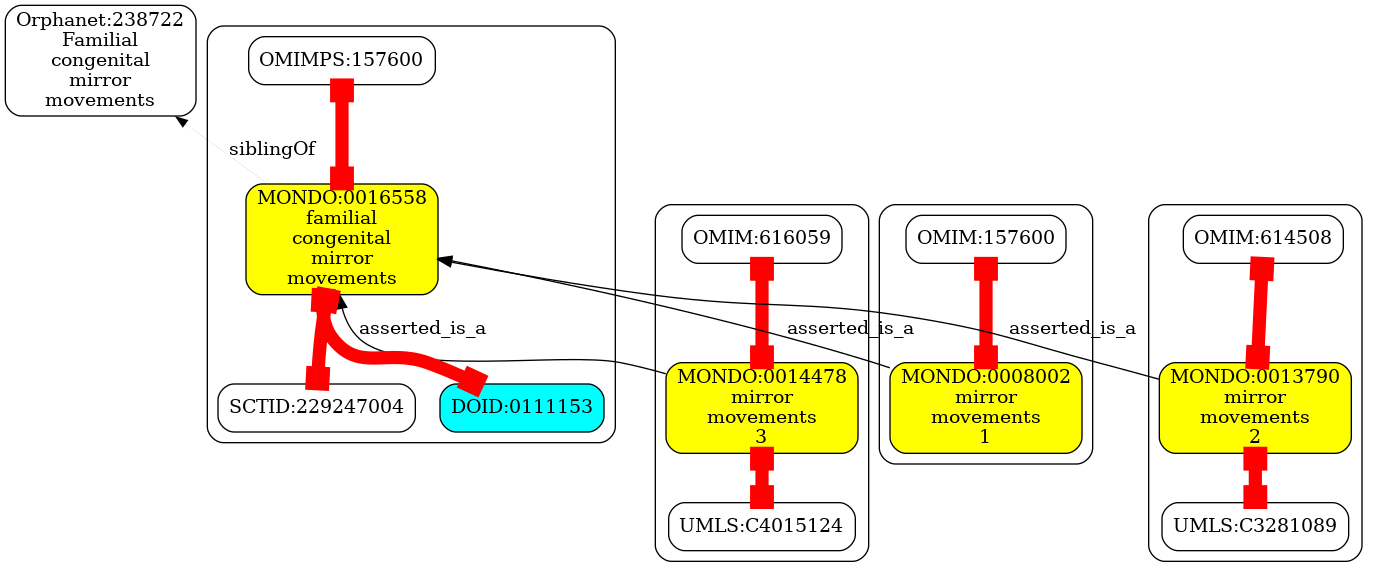 Orphanet:238722
Familial
congenital
mirror
movements
OMIMPS:157600
siblingOf
MONDO:0016558
familial
congenital
mirror
movements
SCTID:229247004
DOID:0111153
asserted_is_a
asserted_is_a
asserted_is_a
OMIM:616059
MONDO:0014478
mirror
movements
3
UMLS:C4015124
OMIM:157600
MONDO:0008002
mirror
movements
1
OMIM:614508
MONDO:0013790
mirror
movements
2
UMLS:C3281089